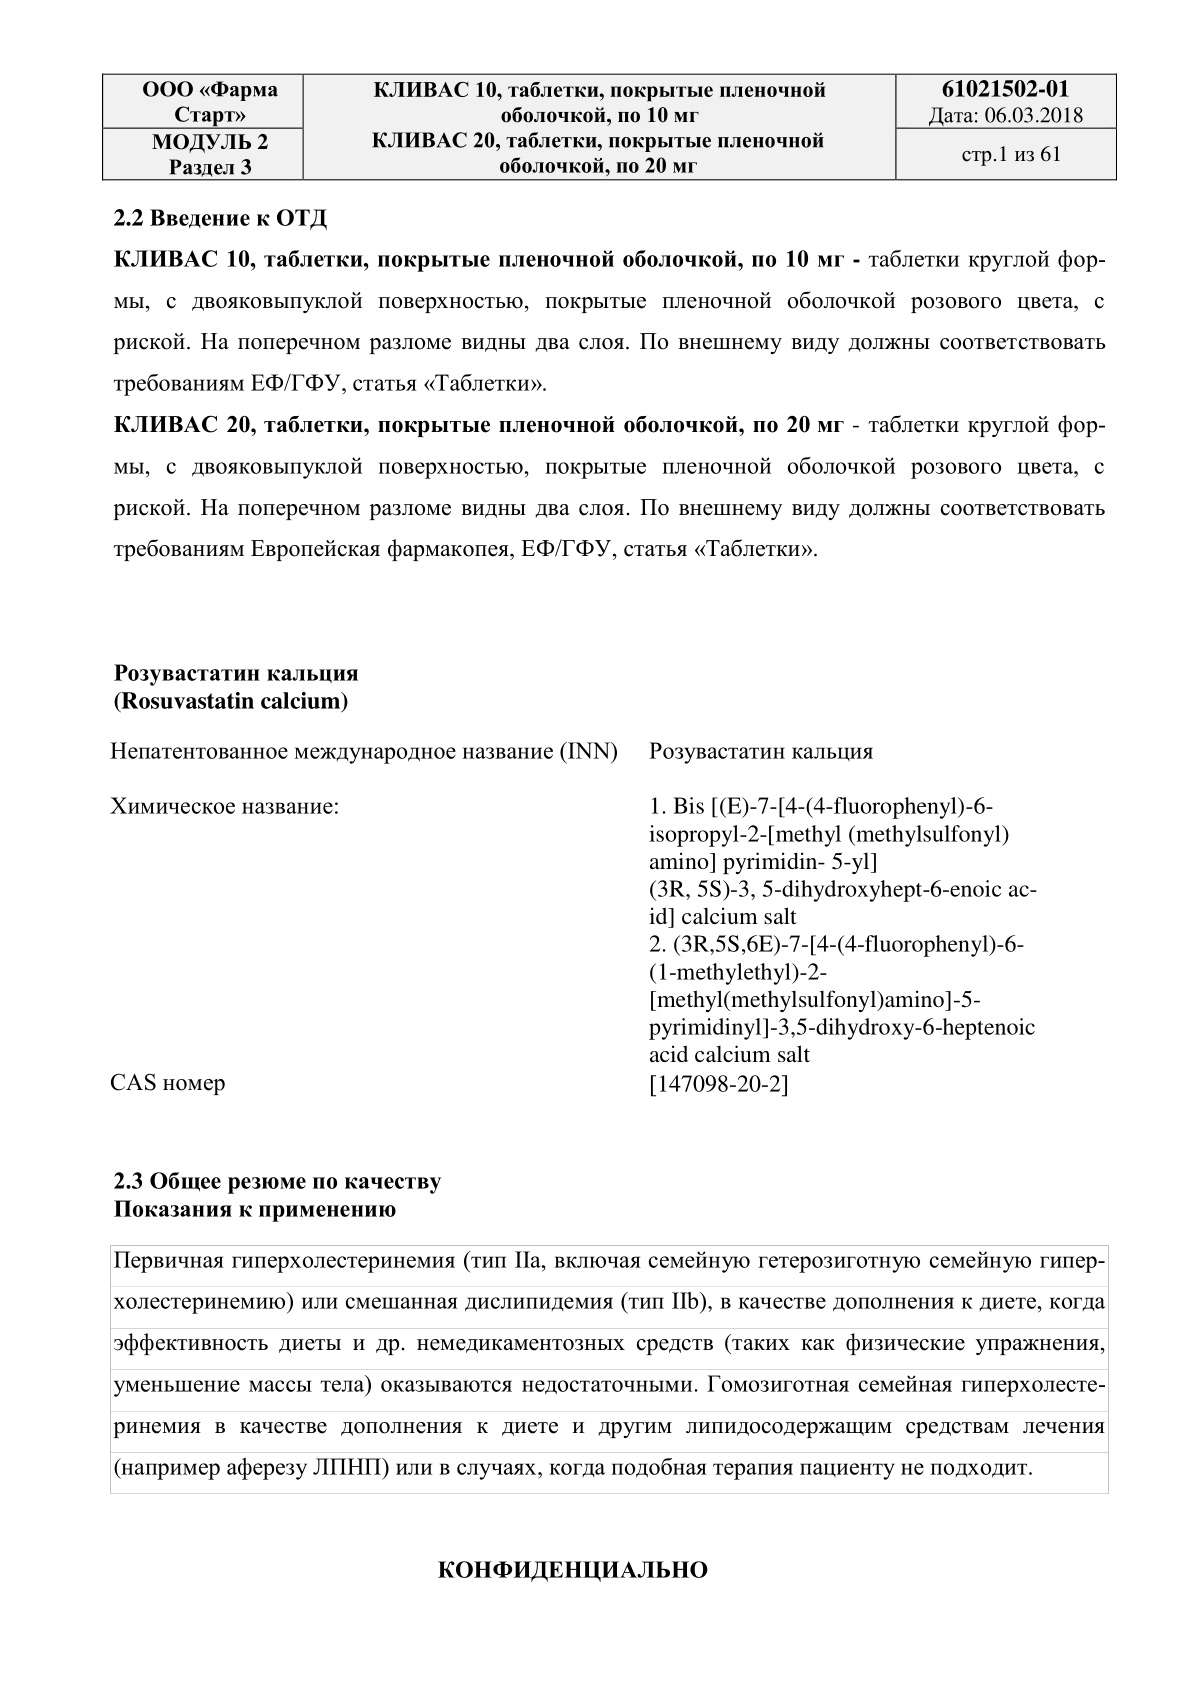 ООО «Фарма
Старт»
МОДУЛЬ 2
Раздел 3
КЛИВАС 10, таблетки, покрытые пленочной
оболочкой, по 10 мг
КЛИВАС 20, таблетки, покрытые пленочной
оболочкой, по 20 мг
61021502-01
Дата: 06.03.2018
стр.1 из 61
2.2 Введение к ОТД
КЛИВАС 10, таблетки, покрытые пленочной оболочкой, по 10 мг - таблетки круглой фор-
мы, с двояковыпуклой поверхностью, покрытые пленочной оболочкой розового цвета, с
риской. На поперечном разломе видны два слоя. По внешнему виду должны соответствовать
требованиям ЕФ/ГФУ, статья «Таблетки».
КЛИВАС 20, таблетки, покрытые пленочной оболочкой, по 20 мг - таблетки круглой фор-
мы, с двояковыпуклой поверхностью, покрытые пленочной оболочкой розового цвета, с
риской. На поперечном разломе видны два слоя. По внешнему виду должны соответствовать
требованиям Европейская фармакопея, ЕФ/ГФУ, статья «Таблетки».
Розувастатин кальция
(Rosuvastatin calcium)
Непатентованное международное название (INN) Розувастатин кальция
Химическое название:
1. Bis [(E)-7-[4-(4-fluorophenyl)-6-
isopropyl-2-[methyl (methylsulfonyl)
amino] pyrimidin- 5-yl]
(3R, 5S)-3, 5-dihydroxyhept-6-enoic ac-
id] calcium salt
2. (3R,5S,6E)-7-[4-(4-fluorophenyl)-6-
(1-methylethyl)-2-
[methyl(methylsulfonyl)amino]-5-
pyrimidinyl]-3,5-dihydroxy-6-heptenoic
acid calcium salt
CAS номер [147098-20-2]
2.3 Общее резюме по качеству
Показания к применению
Первичная гиперхолестеринемия (тип IIa, включая семейную гетерозиготную семейную гипер-
холестеринемию) или смешанная дислипидемия (тип IIb), в качестве дополнения к диете, когда
эффективность диеты и др. немедикаментозных средств (таких как физические упражнения,
уменьшение массы тела) оказываются недостаточными. Гомозиготная семейная гиперхолесте-
ринемия в качестве дополнения к диете и другим липидосодержащим средствам лечения
(например аферезу ЛПНП) или в случаях, когда подобная терапия пациенту не подходит.
КОНФИДЕНЦИАЛЬНО